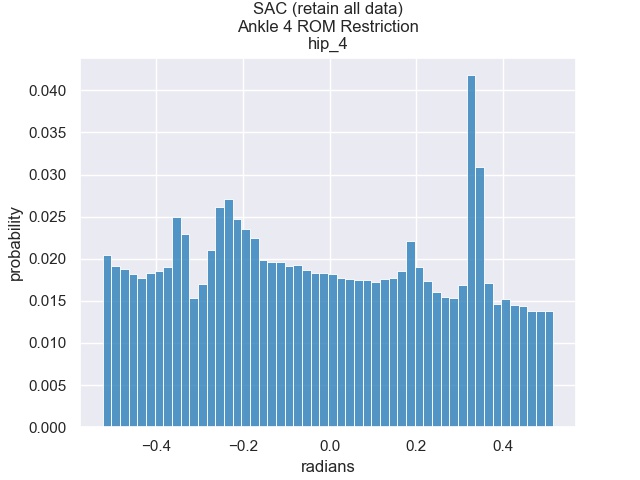 SAC (retain all data)
Ankle 4 ROM Restriction
hip_4
0.040
0.035
0.030
0.025
0.020
0.015
0.010
0.005
0.000
probability
−0.4 −0.2 0.0 0.2 0.4
radians